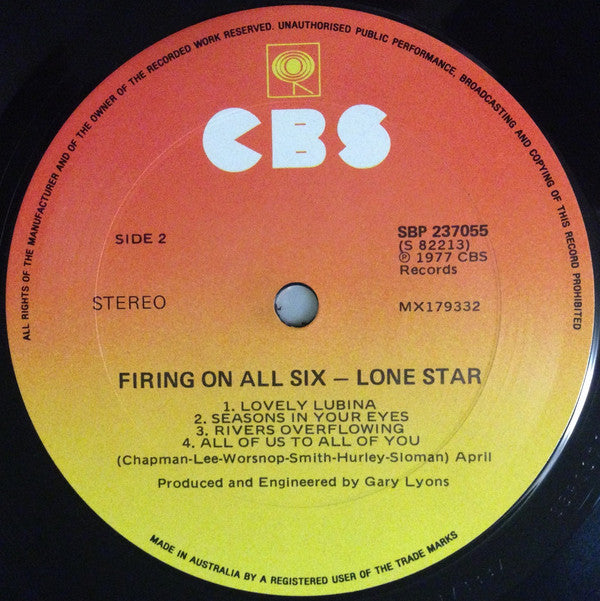 ALL RIGHTS OF THE MANUFACTURER AND OF THE OWNER OF THE RECORDED WORK RESERVED. UNAUTHORISED PUBLIC PERFORMANCE, BROADCASTING AND COPYING OF THIS RECORD PROHIBITED
CBS
SIDE 2
SBP 237055
(S 82213)
℗ 1977 CBS
Records
STEREO
MX179332
FIRING ON ALL SIX – LONE STAR
1. LOVELY LUBINA
2. SEASONS IN YOUR EYES
3. RIVERS OVERFLOWING
4. ALL OF US TO ALL OF YOU
(Chapman-Lee-Worsnop-Smith-Hurley-Sloman) April
Produced and Engineered by Gary Lyons
MADE IN AUSTRALIA BY A REGISTERED USER OF THE TRADE MARKS